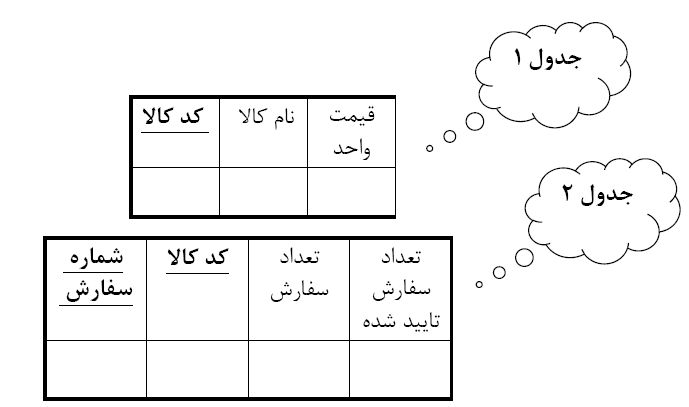 جدول ۱
کد کالا
نام کالا
قیمت
واحد
جدول ۲
شماره
سفارش
کد کالا
تعداد
سفارش
تعداد
سفارش
تایید شده